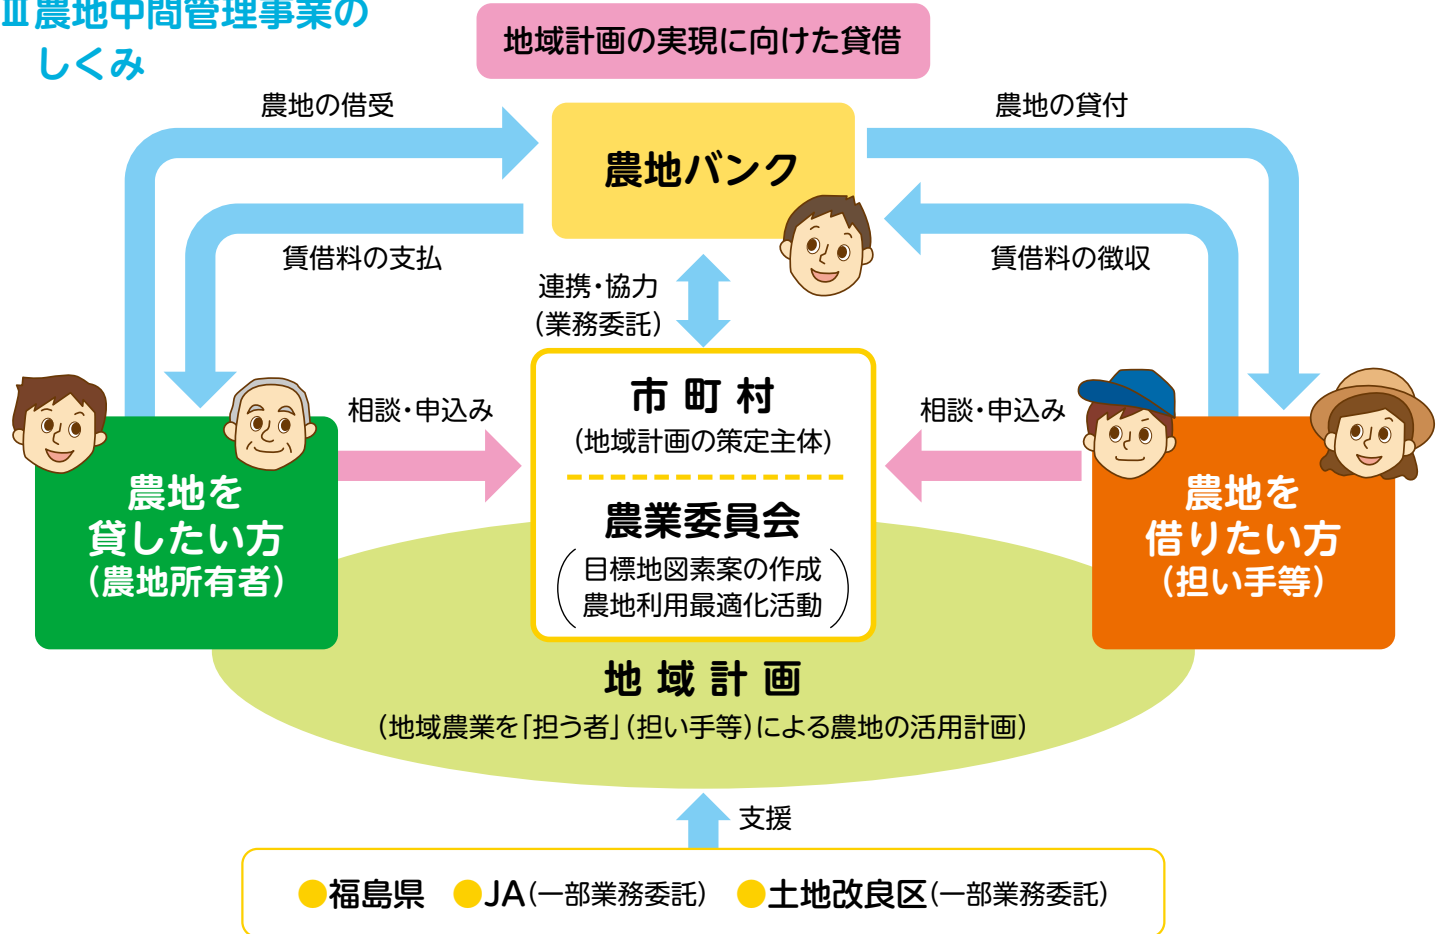 Ⅲ農地中間管理事業の
しくみ
地域計画の実現に向けた貸借
農地の借受
農地の貸付
農地バンク
賃借料の支払
賃借料の徴収
連携・協力
(業務委託)
市町村
(地域計画の策定主体)
相談・申込み
相談・申込み
農地を
貸したい方
(農地所有者)
農業委員会
目標地図素案の作成
農地利用最適化活動
農地を
借りたい方
(担い手等)
地域計画
(地域農業を「担う者」(担い手等)による農地の活用計画)
支援
●福島県 ●JA(一部業務委託) ●土地改良区(一部業務委託)